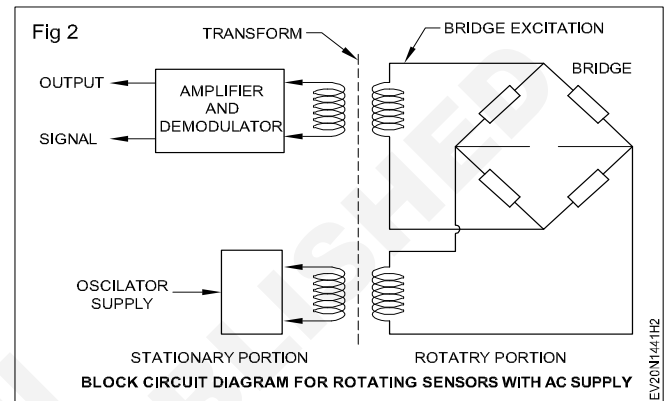 Fig 2
TRANSFORM
BRIDGE EXCITATION
BRIDGE
OUTPUT
SIGNAL
AMPLIFIER
AND
DEMODULATOR
OSCILATOR
SUPPLY
STATIONARY PORTION
ROTATRY PORTION
BLOCK CIRCUIT DIAGRAM FOR ROTATING SENSORS WITH AC SUPPLY
EV20N1441H2